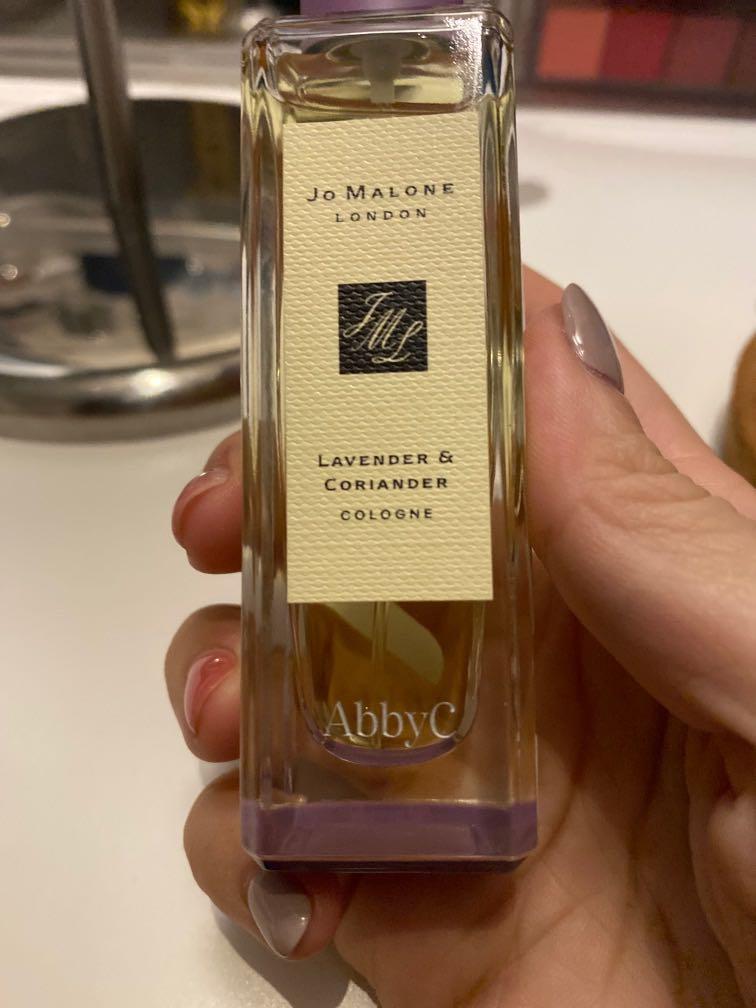 Jo Malone
LONDON
JML
Lavender &
Coriander
COLOGNE
AbbyC